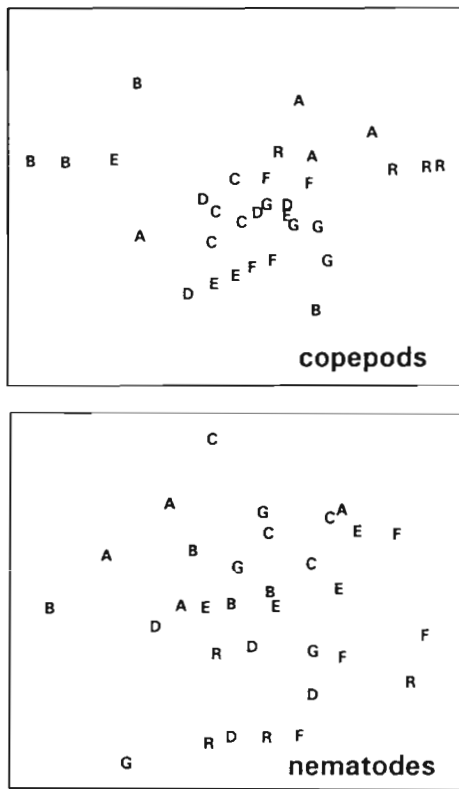 B
A
A
R A
B B E R R R
C F F
D G D
C D E
C G G
A C
F F G
E E
D
B
copepods
C
A G C A
C E F
A B G C
B A E B B E E
D
R D G F F
R
D
R D R F
G
nematodes